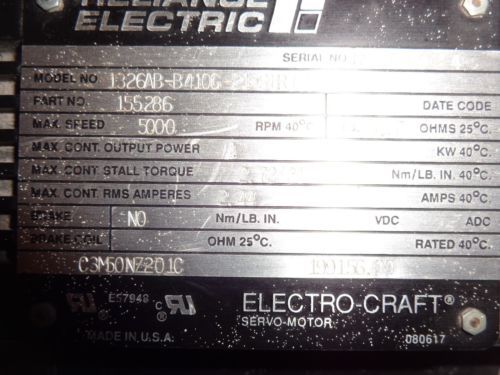 RELIANCE
ELECTRIC
SERIAL NO.
MODEL NO. 1326AB-B410G
PART NO. 155286 DATE CODE
MAX. SPEED 5000 RPM 40°C OHMS 25°C.
MAX. CONT. OUTPUT POWER KW 40°C.
MAX. CONT STALL TORQUE Nm/LB. IN. 40°C.
MAX. CONT. RMS AMPERES AMPS 40°C.
BRAKE NO Nm/LB. IN. VDC ADC
BRAKE COIL OHM 25°C. RATED 40°C.
E57948
ELECTRO-CRAFT®
SERVO-MOTOR
MADE IN U.S.A.
080617